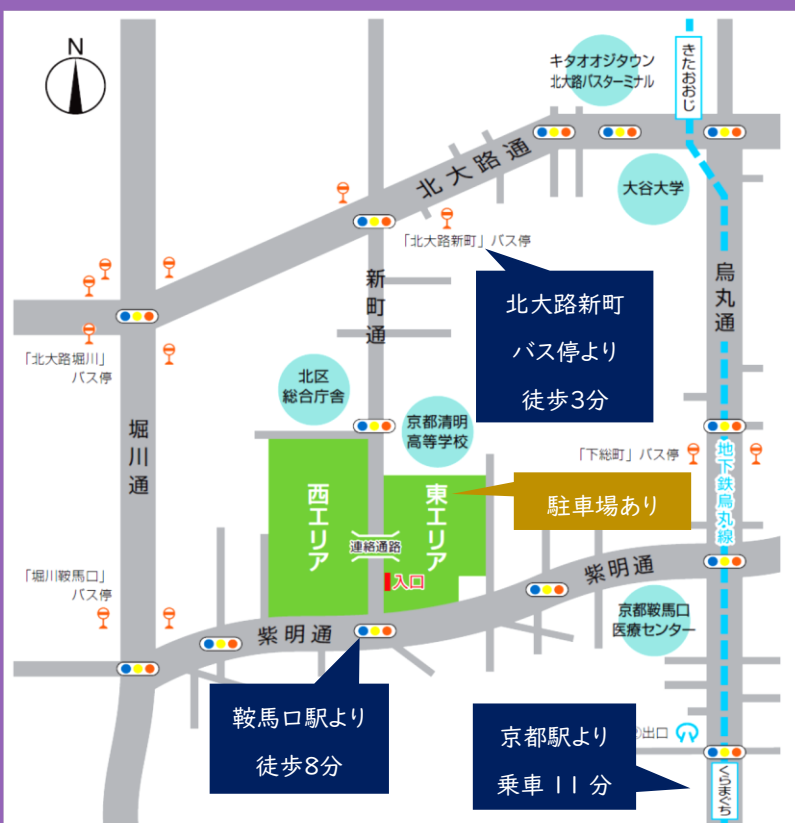 N
キタオオジタウン
北大路バスターミナル
きたおおじ
北大路通
大谷大学
「北大路新町」バス停
新町通
北大路新町
バス停より
徒歩3分
烏丸通
「北大路堀川」
バス停
北区
総合庁舎
京都清明
高等学校
堀川通
「下総町」バス停
地下鉄烏丸線
西エリア
東エリア
駐車場あり
連絡通路
入口
紫明通
「堀川鞍馬口」
バス停
京都鞍馬口
医療センター
紫明通
鞍馬口駅より
徒歩8分
京都駅より
乗車11分
出口
くらまぐち